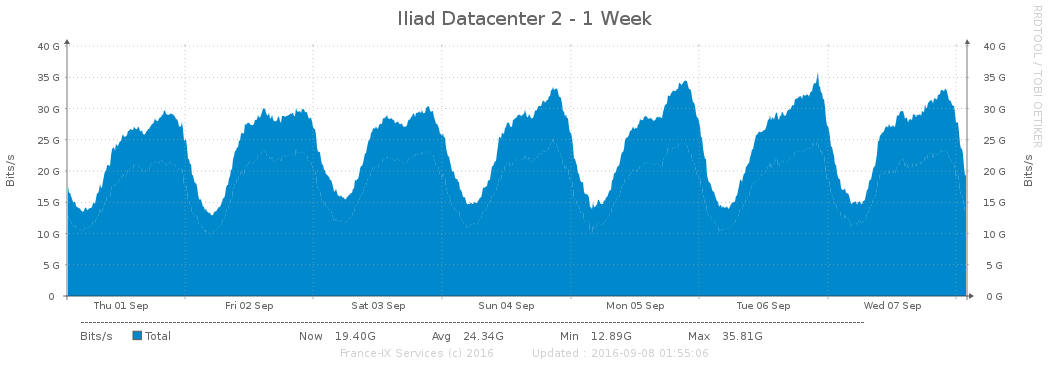 Iliad Datacenter 2 - 1 Week
RRDTOOL / TOBI OETIKER
40 G 40 G
35 G 35 G
30 G 30 G
25 G 25 G
20 G 20 G
15 G 15 G
10 G 10 G
5 G 5 G
0 0 G
Bits/s
Bits/s
Thu 01 Sep Fri 02 Sep Sat 03 Sep Sun 04 Sep Mon 05 Sep Tue 06 Sep Wed 07 Sep
Bits/s Total Now 19.40G Avg 24.34G Min 12.89G Max 35.81G
France-IX Services (c) 2016 Updated : 2016-09-08 01:55:06